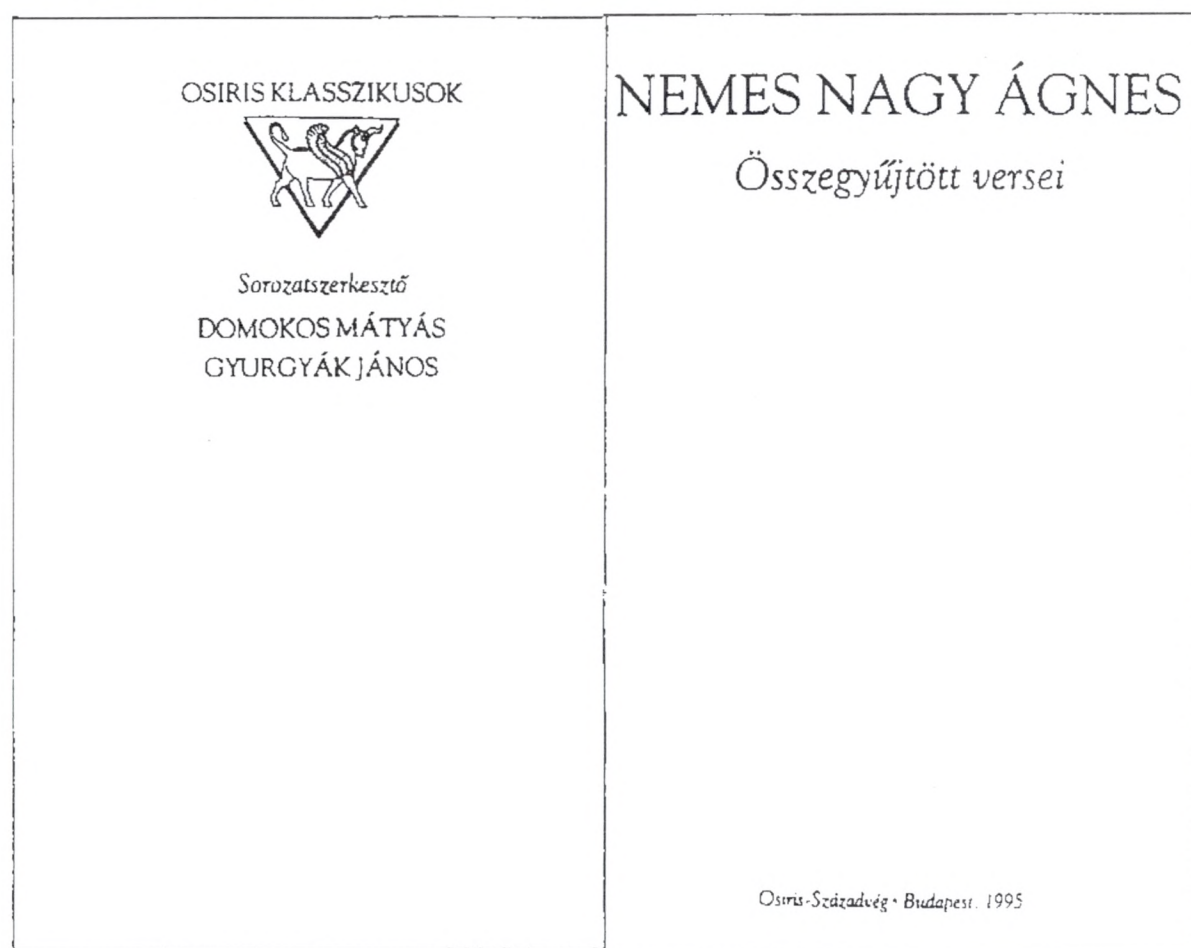 OSIRIS KLASSZIKUSOK
Sorozatszerkesztő
DOMOKOS MÁTYÁS
GYURGYÁK JÁNOS
NEMES NAGY ÁGNES
Összegyűjtött versei
Osiris-Századvég • Budapest, 1995